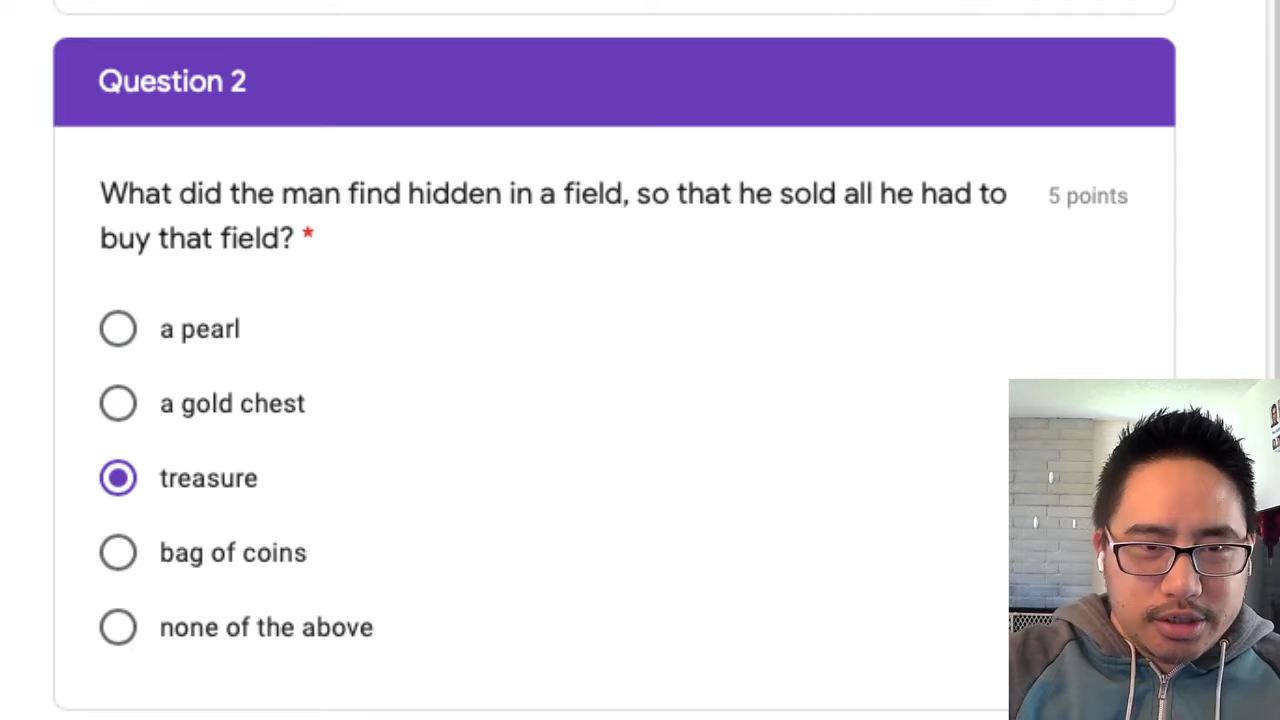 Question 2
What did the man find hidden in a field, so that he sold all he had to
5 points
buy that field? *
a pearl
a gold chest
treasure
bag of coins
none of the above